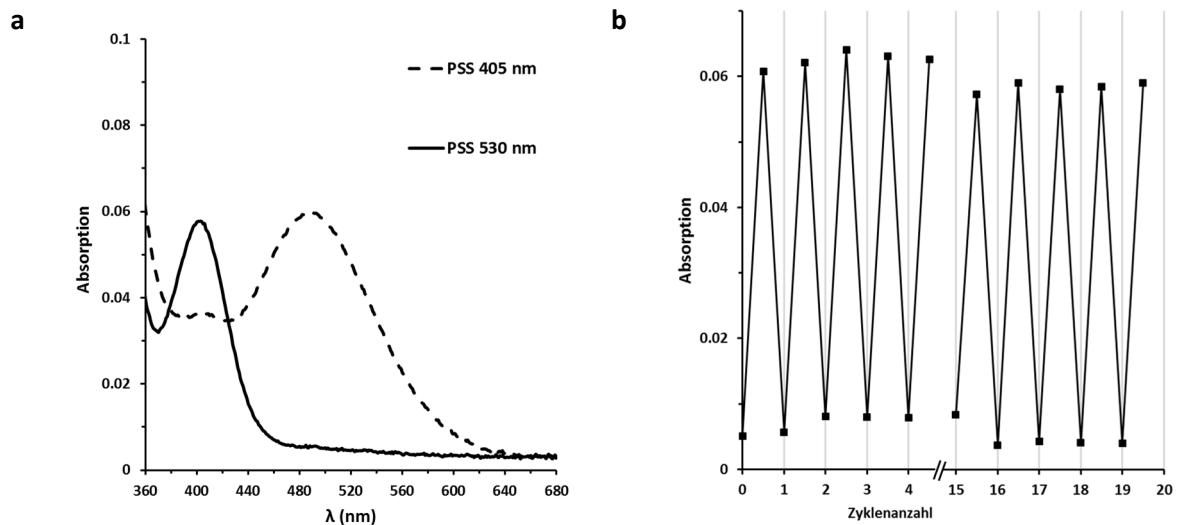 a
0.1
0.08
0.06
0.04
0.02
0
Absorption
360 400 440 480 520 560 600 640 680
λ (nm)
PSS 405 nm
PSS 530 nm
b
0.06
0.04
0.02
0
Absorption
0 1 2 3 4 15 16 17 18 19 20
Zyklenanzahl